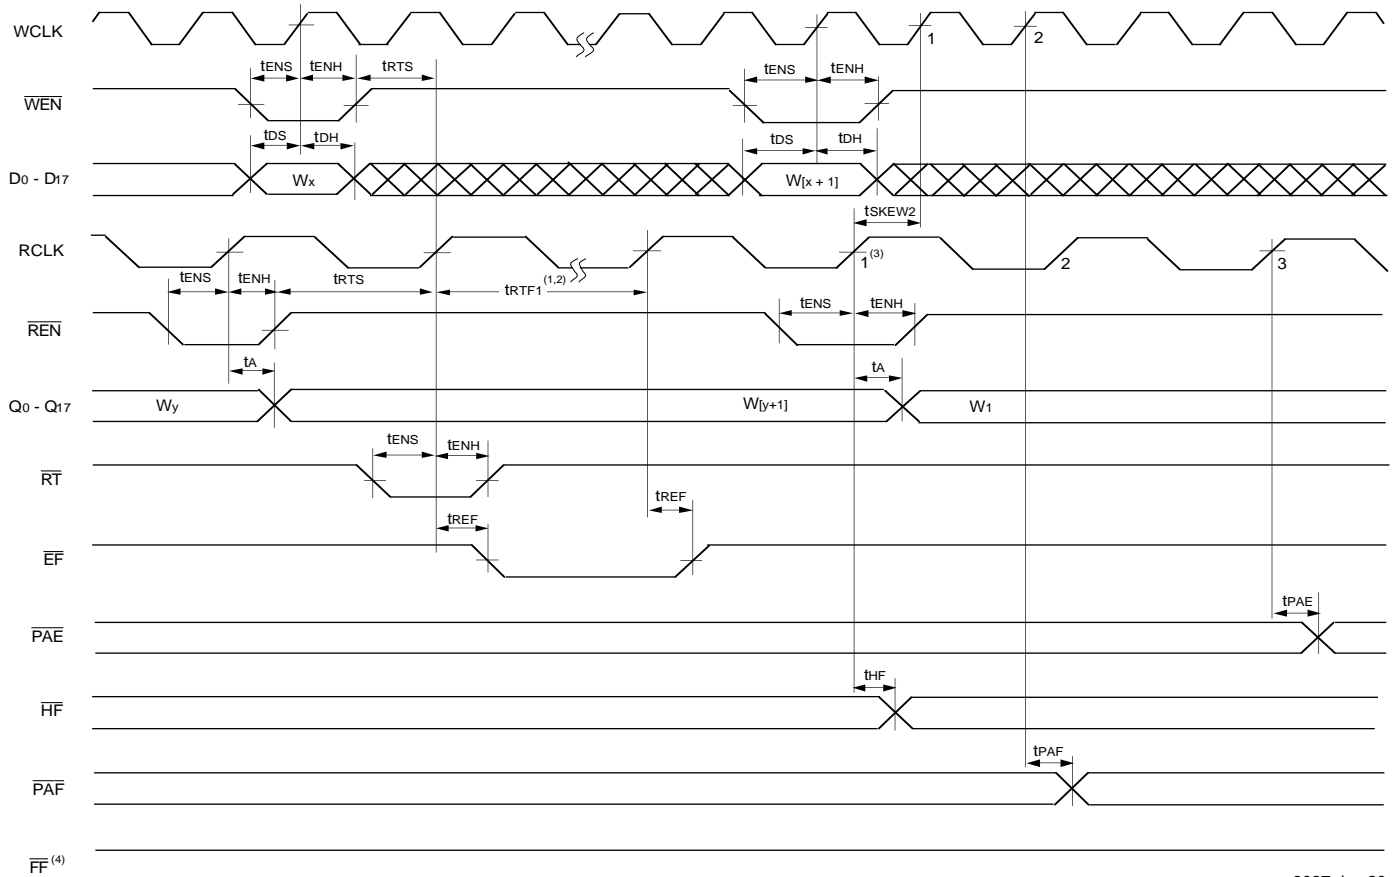 WCLK
1
2
tENS
tENH
tRTS
tENS
tENH
WEN
tDS
tDH
tDS
tDH
D0 - D17
Wx
W[x + 1]
tSKEW2
RCLK
1(3)
2
3
tENS
tENH
tRTS
tRTF1(1,2)
tENS
tENH
REN
tA
tA
Q0 - Q17
Wy
W[y+1]
W1
tENS
tENH
RT
tREF
tREF
EF
tPAE
PAE
tHF
HF
tPAF
PAF
FF(4)